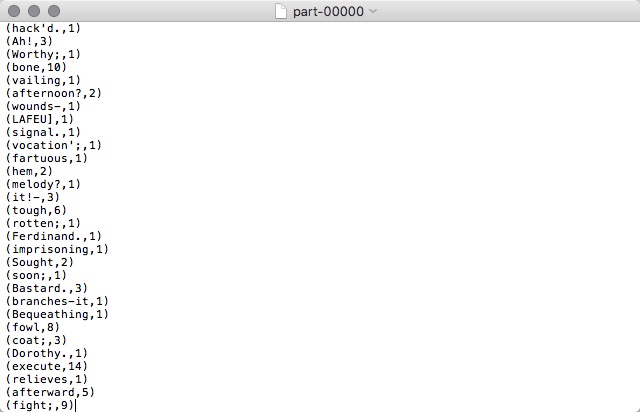 part-00000
(hack'd.,1)
(Ah!,3)
(Worthy;,1)
(bone,10)
(vailing,1)
(afternoon?,2)
(wounds-,1)
(LAFEU],1)
(signal.,1)
(vocation';,1)
(fartuous,1)
(hem,2)
(melody?,1)
(it!-,3)
(tough,6)
(rotten;,1)
(Ferdinand.,1)
(imprisoning,1)
(Sought,2)
(soon;,1)
(Bastard.,3)
(branches-it,1)
(Bequeathing,1)
(fowl,8)
(coat;,3)
(Dorothy.,1)
(execute,14)
(relieves,1)
(afterward,5)
(fight;,9)